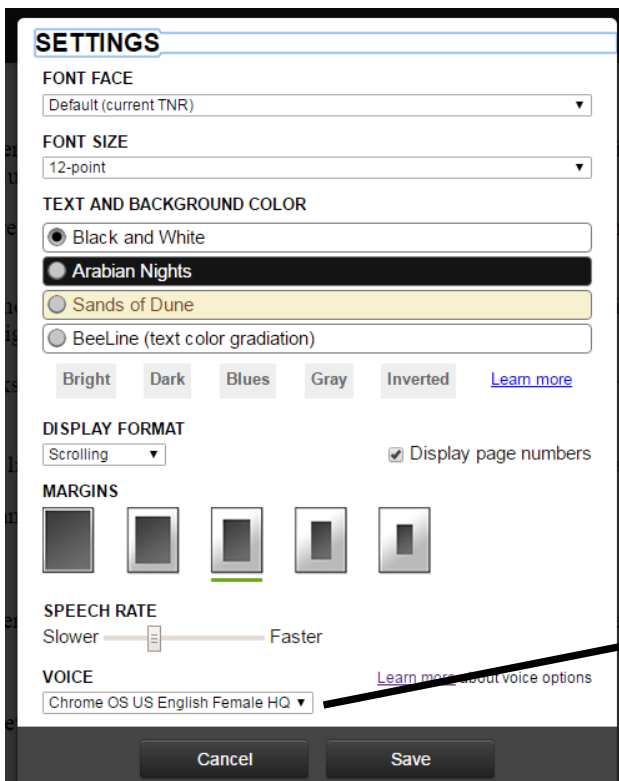 SETTINGS
FONT FACE
Default (current TNR)
FONT SIZE
12-point
TEXT AND BACKGROUND COLOR
Black and White
Arabian Nights
Sands of Dune
BeeLine (text color gradiation)
Bright Dark Blues Gray Inverted Learn more
DISPLAY FORMAT
Scrolling Display page numbers
MARGINS
SPEECH RATE
Slower Faster
VOICE Learn more about voice options
Chrome OS US English Female HQ
Cancel Save